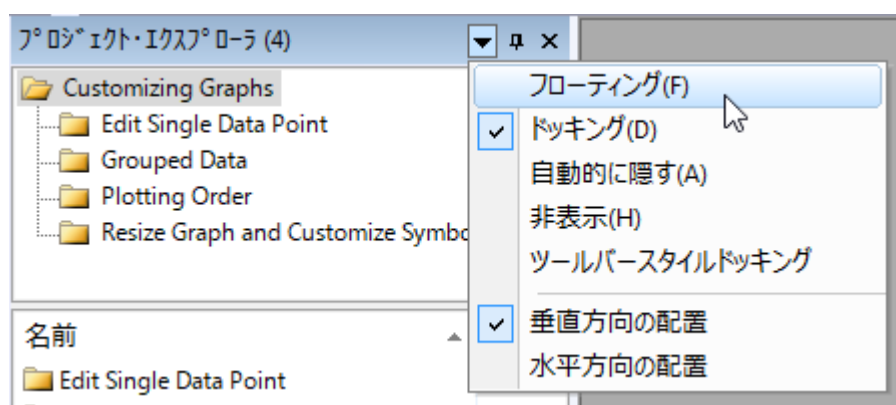 ﾌﾟﾛｼﾞｪｸﾄ･ｴｸｽﾌﾟﾛｰﾗ (4)
Customizing Graphs
Edit Single Data Point
Grouped Data
Plotting Order
Resize Graph and Customize Symbo
名前
Edit Single Data Point
フローティング(F)
ドッキング(D)
自動的に隠す(A)
非表示(H)
ツールバースタイルドッキング
垂直方向の配置
水平方向の配置